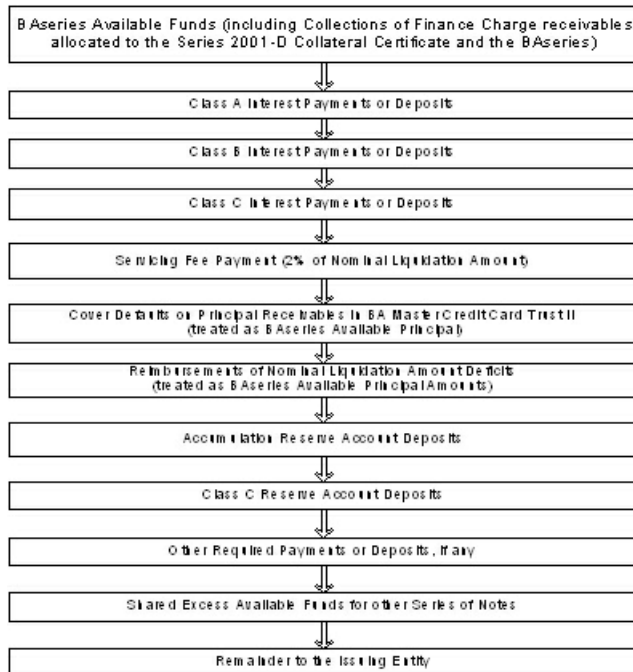 BAseries Available Funds (including Collections of Finance Charge receivables
allocated to the Series 2001-D Collateral Certificate and the BAseries)
Class A Interest Payments or Deposits
Class B Interest Payments or Deposits
Class C Interest Payments or Deposits
Servicing Fee Payment (2% of Nominal Liquidation Amount)
Cover Defaults on Principal Receivables in BA Master Credit Card Trust II
(treated as BAseries Available Principal)
Reimbursements of Nominal Liquidation Amount Deficits
(treated as BAseries Available Principal Amounts)
Accumulation Reserve Account Deposits
Class C Reserve Account Deposits
Other Required Payments or Deposits, if any
Shared Excess Available Funds for other Series of Notes
Remainder to the Issuing Entity